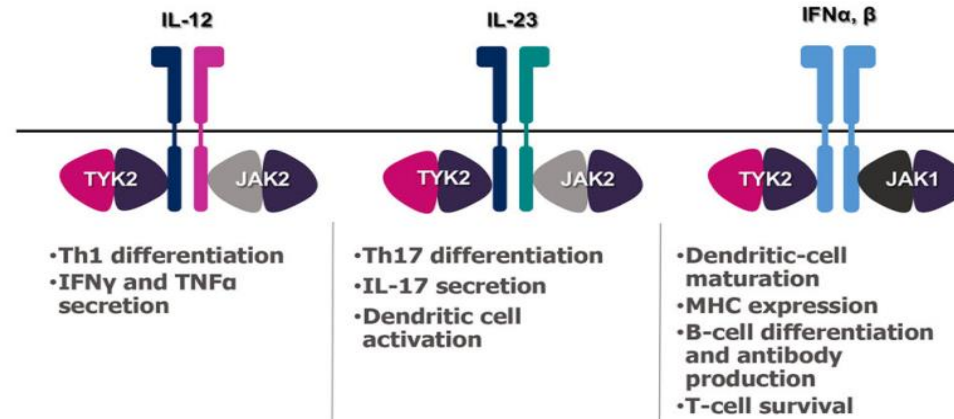 IL-12
TYK2 JAK2
•Th1 differentiation
•IFNγ and TNFα
secretion
IL-23
TYK2 JAK2
•Th17 differentiation
•IL-17 secretion
•Dendritic cell
activation
IFNα, β
TYK2 JAK1
•Dendritic-cell
maturation
•MHC expression
•B-cell differentiation
and antibody
production
•T-cell survival